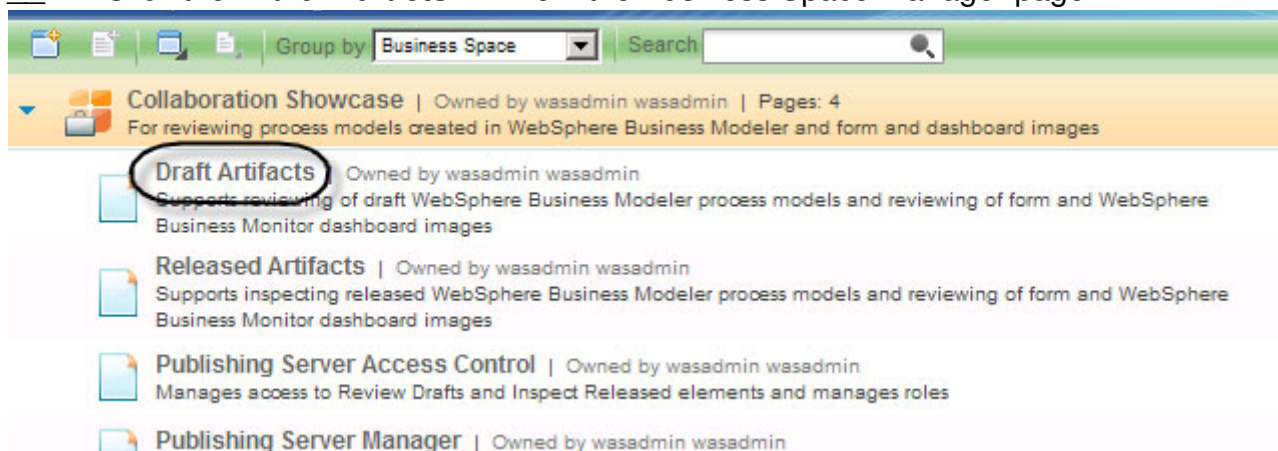 Group by Business Space Search
Collaboration Showcase | Owned by wasadmin wasadmin | Pages: 4
For reviewing process models created in WebSphere Business Modeler and form and dashboard images
Draft Artifacts | Owned by wasadmin wasadmin
Supports reviewing of draft WebSphere Business Modeler process models and reviewing of form and WebSphere
Business Monitor dashboard images
Released Artifacts | Owned by wasadmin wasadmin
Supports inspecting released WebSphere Business Modeler process models and reviewing of form and WebSphere
Business Monitor dashboard images
Publishing Server Access Control | Owned by wasadmin wasadmin
Manages access to Review Drafts and Inspect Released elements and manages roles
Publishing Server Manager | Owned by wasadmin wasadmin